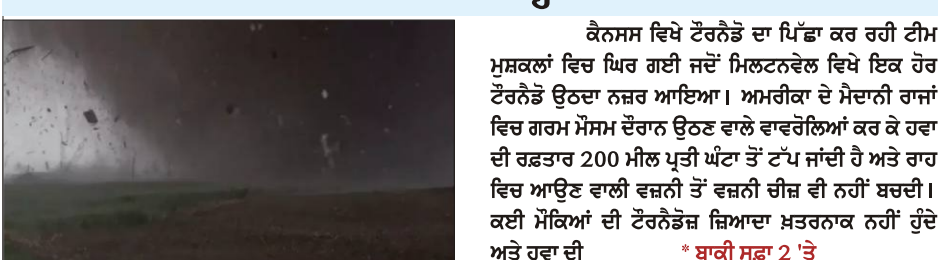 ਕੈਨਸਸ ਵਿਖੇ ਟੌਰਨੈਡੋ ਦਾ ਪਿੱਛਾ ਕਰ ਰਹੀ ਟੀਮ
ਮੁਸ਼ਕਲਾਂ ਵਿਚ ਘਿਰ ਗਈ ਜਦੋਂ ਮਿਲਟਨਵੇਲ ਵਿਖੇ ਇਕ ਹੋਰ
ਟੌਰਨੈਡੋ ਉਠਦਾ ਨਜ਼ਰ ਆਇਆ। ਅਮਰੀਕਾ ਦੇ ਮੈਦਾਨੀ ਰਾਜਾਂ
ਵਿਚ ਗਰਮ ਮੌਸਮ ਦੌਰਾਨ ਉਠਣ ਵਾਲੇ ਵਾਵਰੋਲਿਆਂ ਕਰ ਕੇ ਹਵਾ
ਦੀ ਰਫ਼ਤਾਰ 200 ਮੀਲ ਪ੍ਰਤੀ ਘੰਟਾ ਤੋਂ ਟੱਪ ਜਾਂਦੀ ਹੈ ਅਤੇ ਰਾਹ
ਵਿਚ ਆਉਣ ਵਾਲੀ ਵਜ਼ਨੀ ਤੋਂ ਵਜ਼ਨੀ ਚੀਜ਼ ਵੀ ਨਹੀਂ ਬਚਦੀ।
ਕਈ ਮੌਕਿਆਂ ਦੀ ਟੌਰਨੈਡੋਜ਼ ਜ਼ਿਆਦਾ ਖ਼ਤਰਨਾਕ ਨਹੀਂ ਹੁੰਦੇ
ਅਤੇ ਹਵਾ ਦੀ * ਬਾਕੀ ਸਫ਼ਾ 2 'ਤੇ